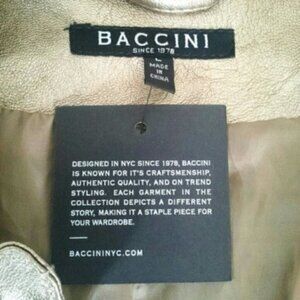 BACCINI
SINCE 1978
L
MADE
IN
CHINA
DESIGNED IN NYC SINCE 1978, BACCINI
IS KNOWN FOR IT'S CRAFTSMENSHIP,
AUTHENTIC QUALITY, AND ON TREND
STYLING. EACH GARMENT IN THE
COLLECTION DEPICTS A DIFFERENT
STORY, MAKING IT A STAPLE PIECE FOR
YOUR WARDROBE.
BACCININYC.COM